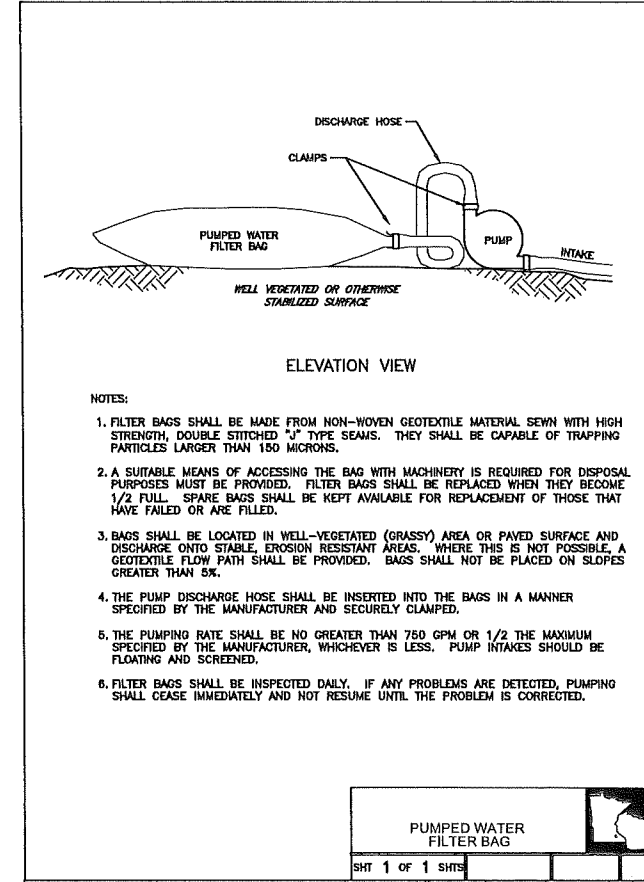 DISCHARGE HOSE
CLAMPS
PUMPED WATER
FILTER BAG
PUMP
INTAKE
WELL VEGETATED OR OTHERWISE
STABILIZED SURFACE
ELEVATION VIEW
NOTES:
1. FILTER BAGS SHALL BE MADE FROM NON-WOVEN GEOTEXTILE MATERIAL SEWN WITH HIGH
STRENGTH, DOUBLE STITCHED "J" TYPE SEAMS. THEY SHALL BE CAPABLE OF TRAPPING
PARTICLES LARGER THAN 150 MICRONS.
2. A SUITABLE MEANS OF ACCESSING THE BAG WITH MACHINERY IS REQUIRED FOR DISPOSAL
PURPOSES MUST BE PROVIDED. FILTER BAGS SHALL BE REPLACED WHEN THEY BECOME
1/2 FULL. SPARE BAGS SHALL BE KEPT AVAILABLE FOR REPLACEMENT OF THOSE THAT
HAVE FAILED OR ARE FILLED.
3. BAGS SHALL BE LOCATED IN WELL-VEGETATED (GRASSY) AREA OR PAVED SURFACE AND
DISCHARGE ONTO STABLE, EROSION RESISTANT AREAS. WHERE THIS IS NOT POSSIBLE, A
GEOTEXTILE FLOW PATH SHALL BE PROVIDED. BAGS SHALL NOT BE PLACED ON SLOPES
GREATER THAN 5%.
4. THE PUMP DISCHARGE HOSE SHALL BE INSERTED INTO THE BAGS IN A MANNER
SPECIFIED BY THE MANUFACTURER AND SECURELY CLAMPED.
5. THE PUMPING RATE SHALL BE NO GREATER THAN 750 GPM OR 1/2 THE MAXIMUM
SPECIFIED BY THE MANUFACTURER, WHICHEVER IS LESS. PUMP INTAKES SHOULD BE
FLOATING AND SCREENED.
6. FILTER BAGS SHALL BE INSPECTED DAILY. IF ANY PROBLEMS ARE DETECTED, PUMPING
SHALL CEASE IMMEDIATELY AND NOT RESUME UNTIL THE PROBLEM IS CORRECTED.
PUMPED WATER
FILTER BAG
SHT 1 OF 1 SHTS